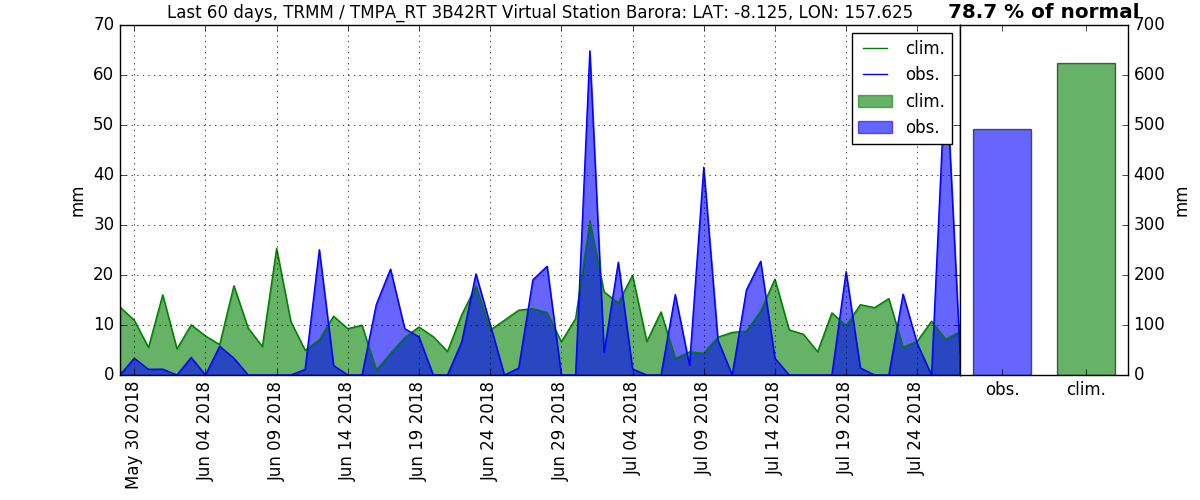 Last 60 days, TRMM / TMPA_RT 3B42RT Virtual Station Barora: LAT: -8.125, LON: 157.625
78.7 % of normal
70
60
50
40
30
20
10
0
mm
clim.
obs.
clim.
obs.
700
600
500
400
300
200
100
0
mm
May 30 2018
Jun 04 2018
Jun 09 2018
Jun 14 2018
Jun 19 2018
Jun 24 2018
Jun 29 2018
Jul 04 2018
Jul 09 2018
Jul 14 2018
Jul 19 2018
Jul 24 2018
obs.
clim.